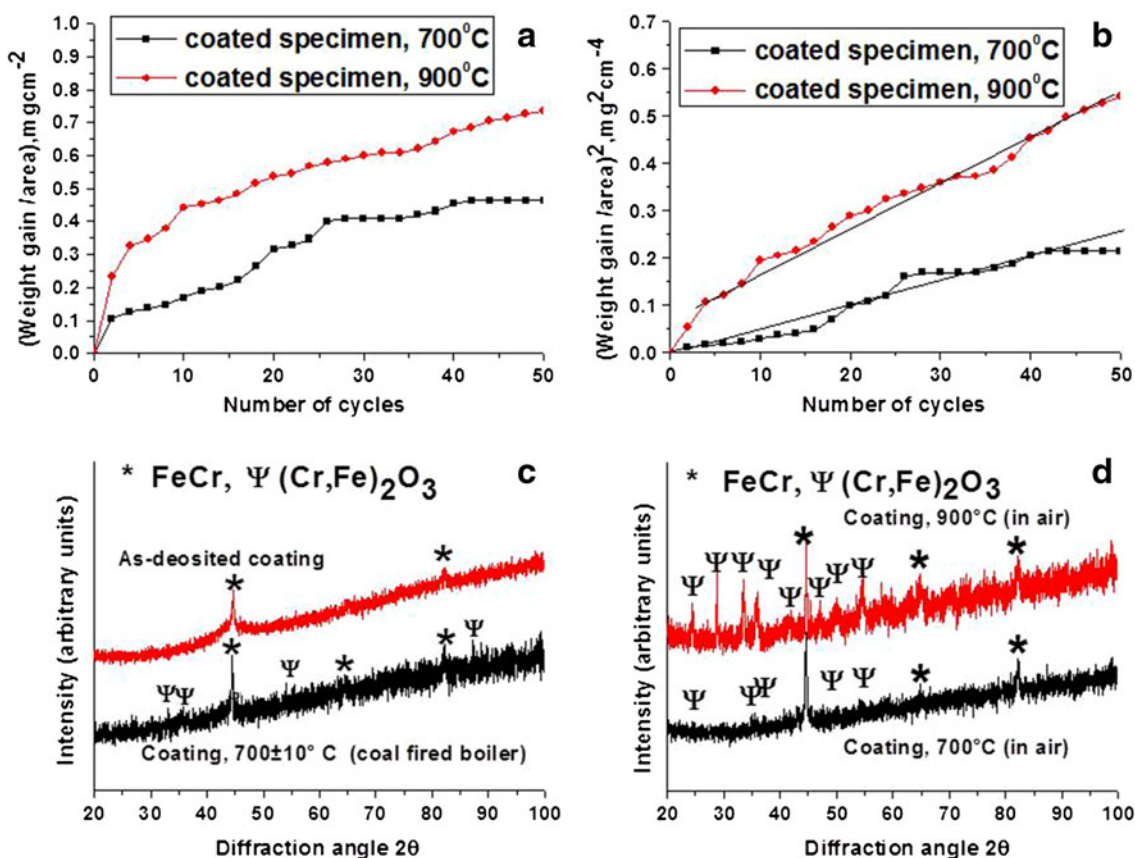 a
coated specimen, 700⁰C
coated specimen, 900⁰C
(Weight gain /area),mgcm⁻²
1.0
0.9
0.8
0.7
0.6
0.5
0.4
0.3
0.2
0.1
0.0
0 10 20 30 40 50
Number of cycles
b
coated specimen, 700⁰C
coated specimen, 900⁰C
(Weight gain /area)²,mg²cm⁻⁴
0.7
0.6
0.5
0.4
0.3
0.2
0.1
0.0
0 10 20 30 40 50
Number of cycles
* FeCr, Ψ (Cr,Fe)₂O₃ c
As-deosited coating
* *
* Ψ Ψ Ψ * * Ψ
Coating, 700±10° C (coal fired boiler)
Intensity (arbitrary units)
20 30 40 50 60 70 80 90 100
Diffraction angle 2θ
* FeCr, Ψ (Cr,Fe)₂O₃ d
Coating, 900°C (in air)
Ψ Ψ Ψ Ψ Ψ * Ψ Ψ Ψ * *
Ψ Ψ Ψ Ψ Ψ * *
Coating, 700°C (in air)
Intensity (arbitrary units)
20 30 40 50 60 70 80 90 100
Diffraction angle 2θ